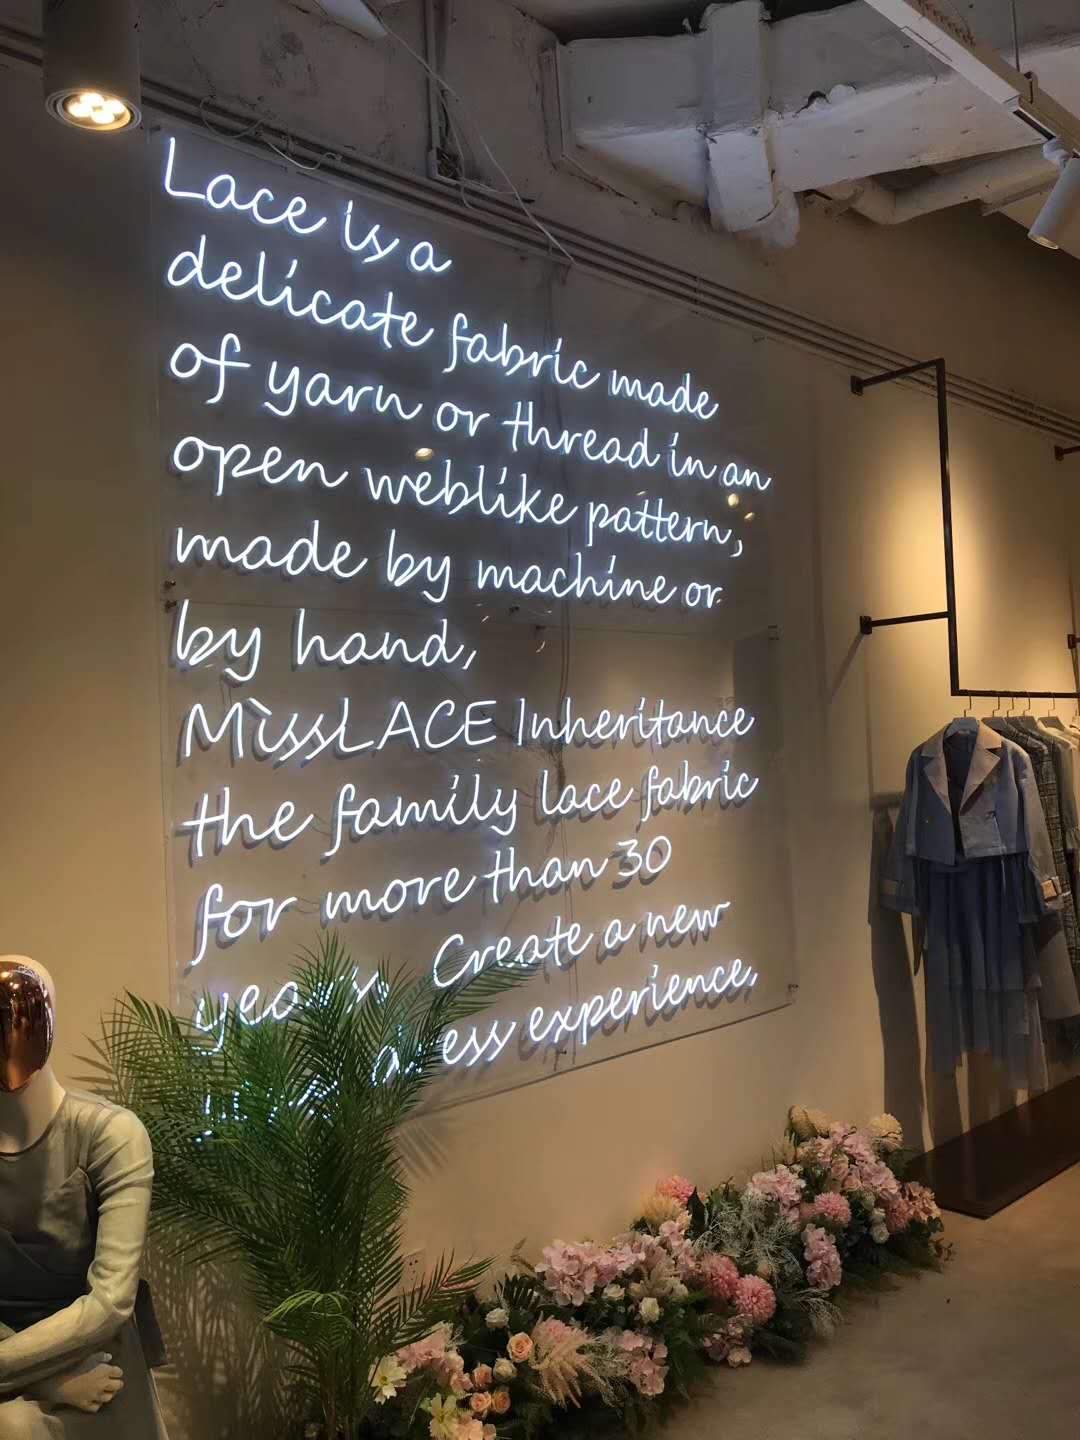 Lace is a
delicate fabric made
of yarn or thread in an
open weblike pattern,
made by machine or
by hand,
MissLACE Inheritance
the family lace fabric
for more than 30
years, Create a new
experience,